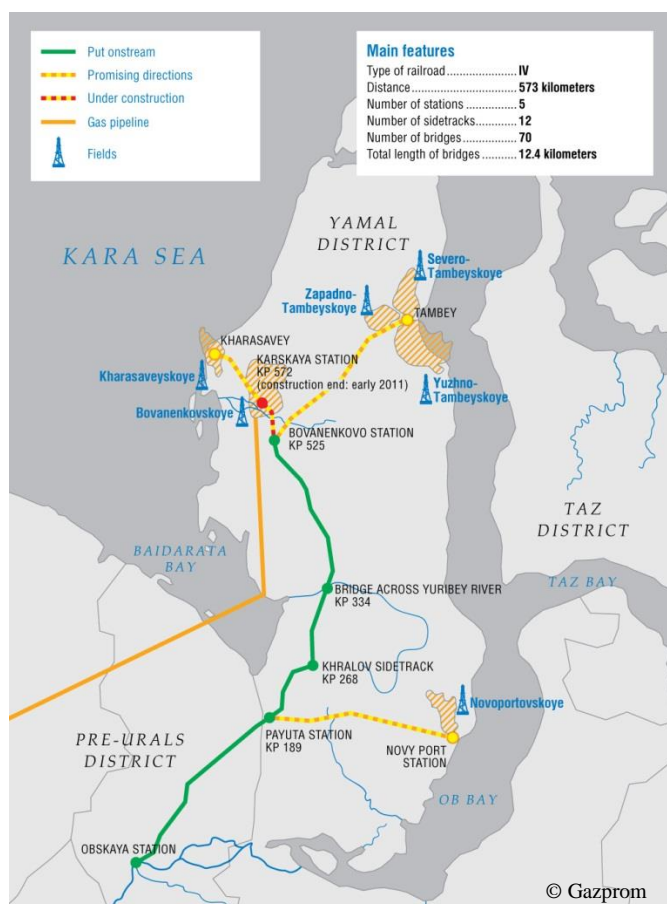 Put onstream
Promising directions
Under construction
Gas pipeline
Fields
Main features
Type of railroad ...................... IV
Distance ................................ 573 kilometers
Number of stations ................ 5
Number of sidetracks ............. 12
Number of bridges ................. 70
Total length of bridges ........... 12.4 kilometers
KARA SEA
YAMAL
DISTRICT
Severo-
Tambeyskoye
Zapadno-
Tambeyskoye
TAMBEY
KHARASAVEY
KARSKAYA STATION
KP 572
(construction end: early 2011)
Kharasaveyskoye
Yuzhno-
Tambeyskoye
Bovanenkovskoye
BOVANENKOVO STATION
KP 525
TAZ
DISTRICT
BAIDARATA
BAY
TAZ BAY
BRIDGE ACROSS YURIBEY RIVER
KP 334
KHRALOV SIDETRACK
KP 268
Novoportovskoye
PAYUTA STATION
KP 189
PRE-URALS
DISTRICT
NOVY PORT
STATION
OB BAY
OBSKAYA STATION
© Gazprom